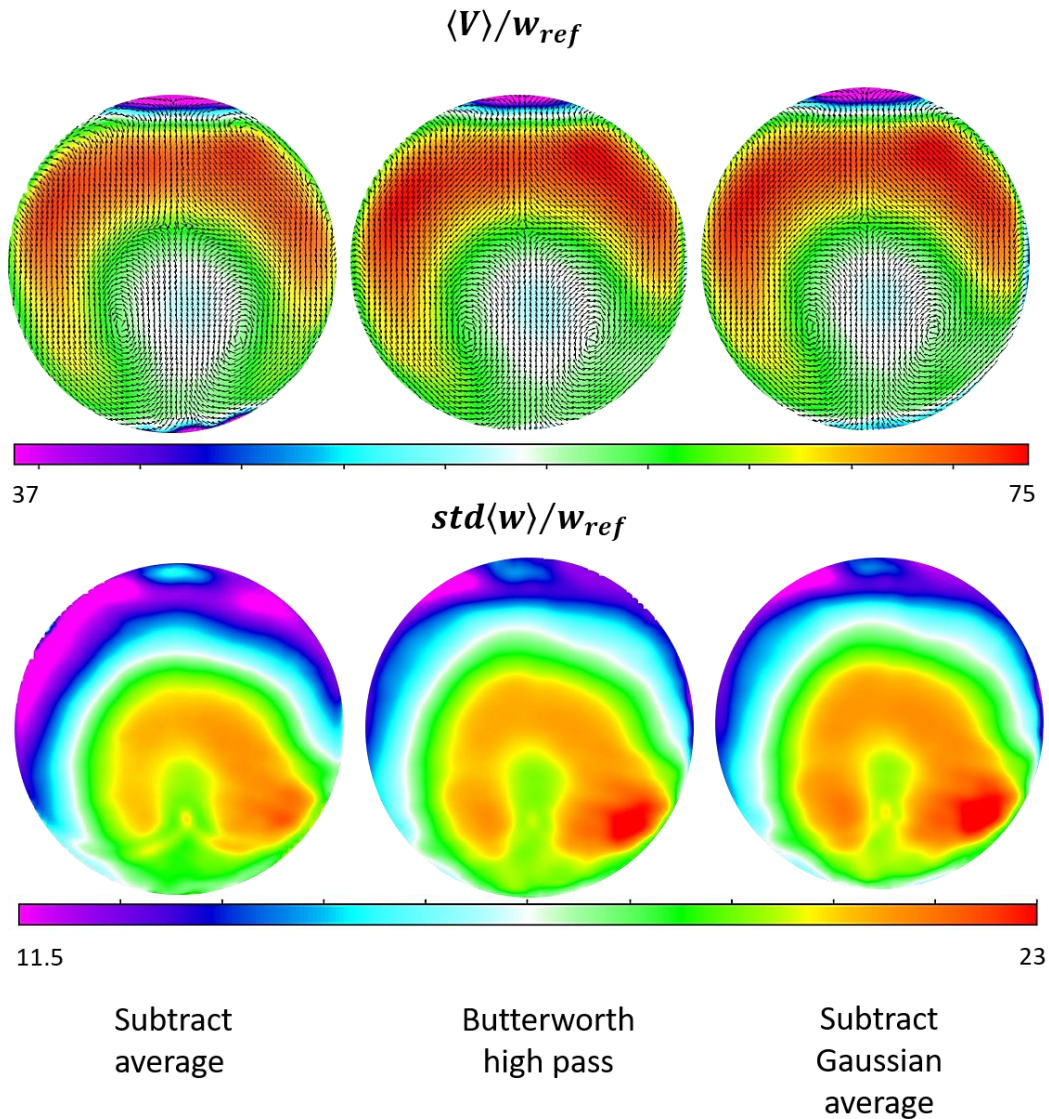 ⟨V⟩/w_ref
37 75
std⟨w⟩/w_ref
11.5 23
Subtract average
Butterworth high pass
Subtract Gaussian average